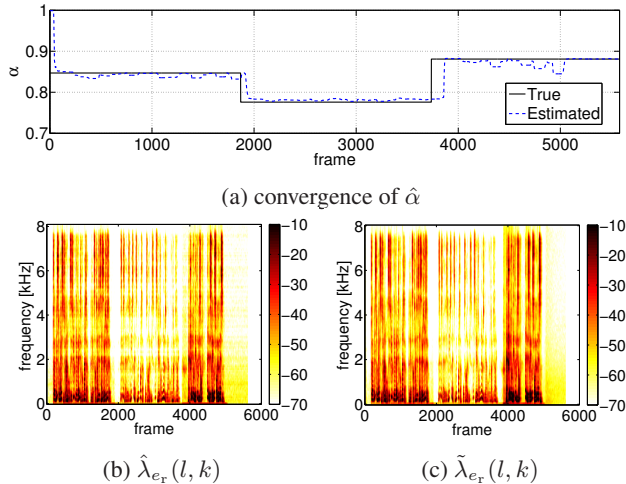 1
0.9
α
0.8
0.7
True
Estimated
0 1000 2000 3000 4000 5000
frame
(a) convergence of α̂
8
6
4
2
0
frequency [kHz]
0 2000 4000 6000
frame
−10
−20
−30
−40
−50
−60
−70
8
6
4
2
0
frequency [kHz]
0 2000 4000 6000
frame
−10
−20
−30
−40
−50
−60
−70
(b) λ̂_{e_r}(l, k)
(c) λ̃_{e_r}(l, k)